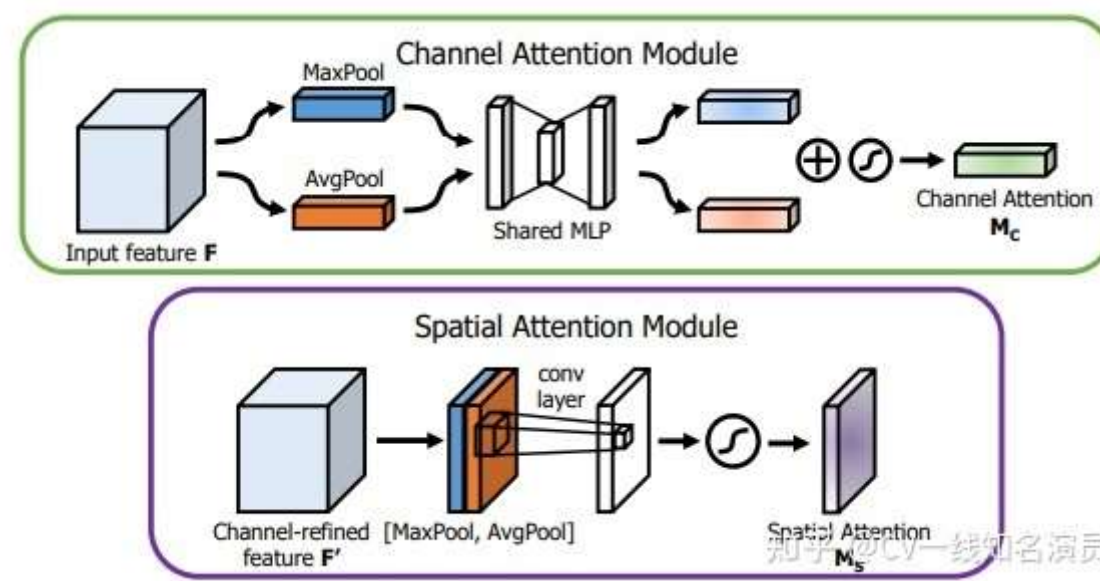 Channel Attention Module
MaxPool
AvgPool
Input feature F
Shared MLP
Channel Attention
Mc
Spatial Attention Module
conv
layer
Channel-refined
feature F'
[MaxPool, AvgPool]
Spatial Attention
Ms
知乎 @CV一线知名演员